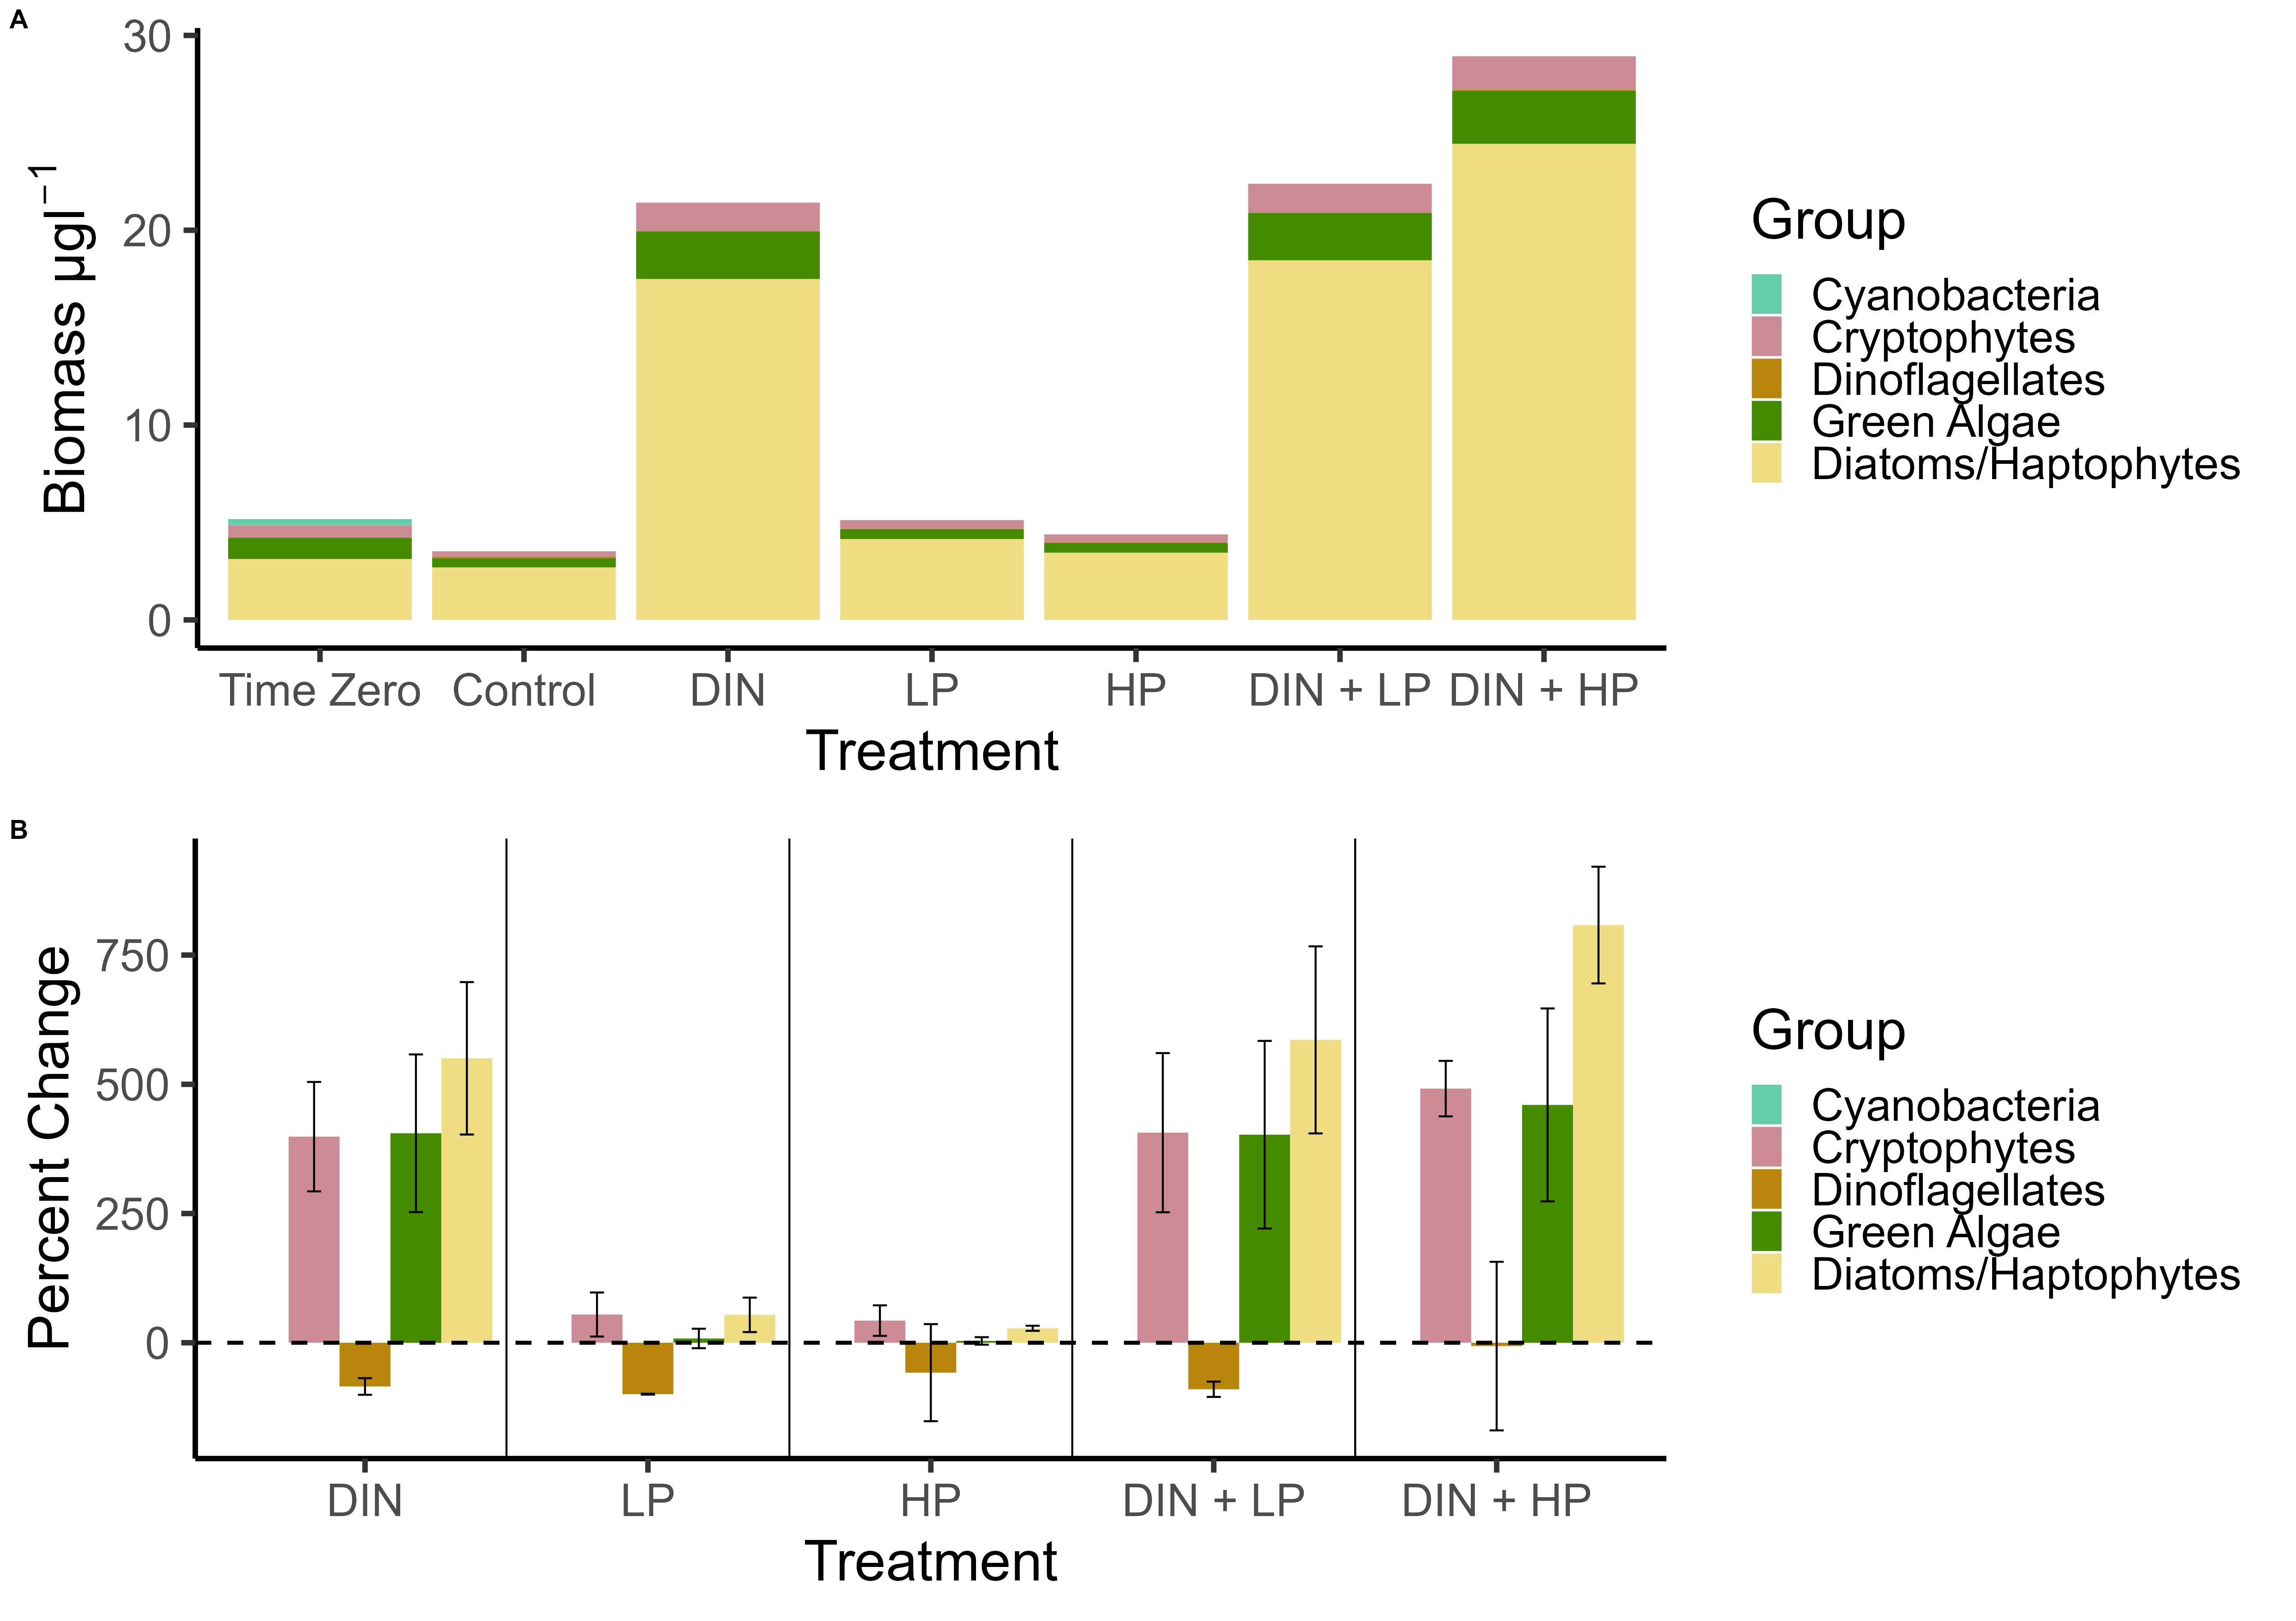 A
30
20
10
0
Biomass µgl⁻¹
Time Zero Control DIN LP HP DIN + LP DIN + HP
Treatment
Group
Cyanobacteria
Cryptophytes
Dinoflagellates
Green Algae
Diatoms/Haptophytes
B
750
500
250
0
Percent Change
DIN LP HP DIN + LP DIN + HP
Treatment
Group
Cyanobacteria
Cryptophytes
Dinoflagellates
Green Algae
Diatoms/Haptophytes